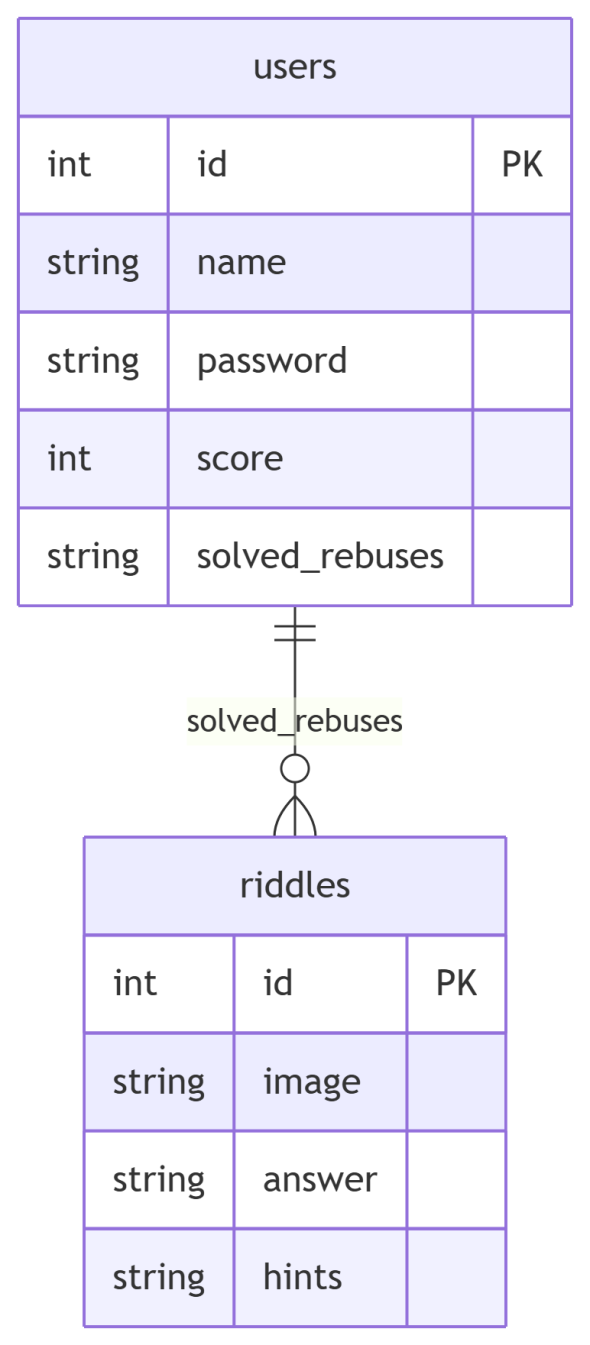 users
int id PK
string name
string password
int score
string solved_rebuses
solved_rebuses
riddles
int id PK
string image
string answer
string hints